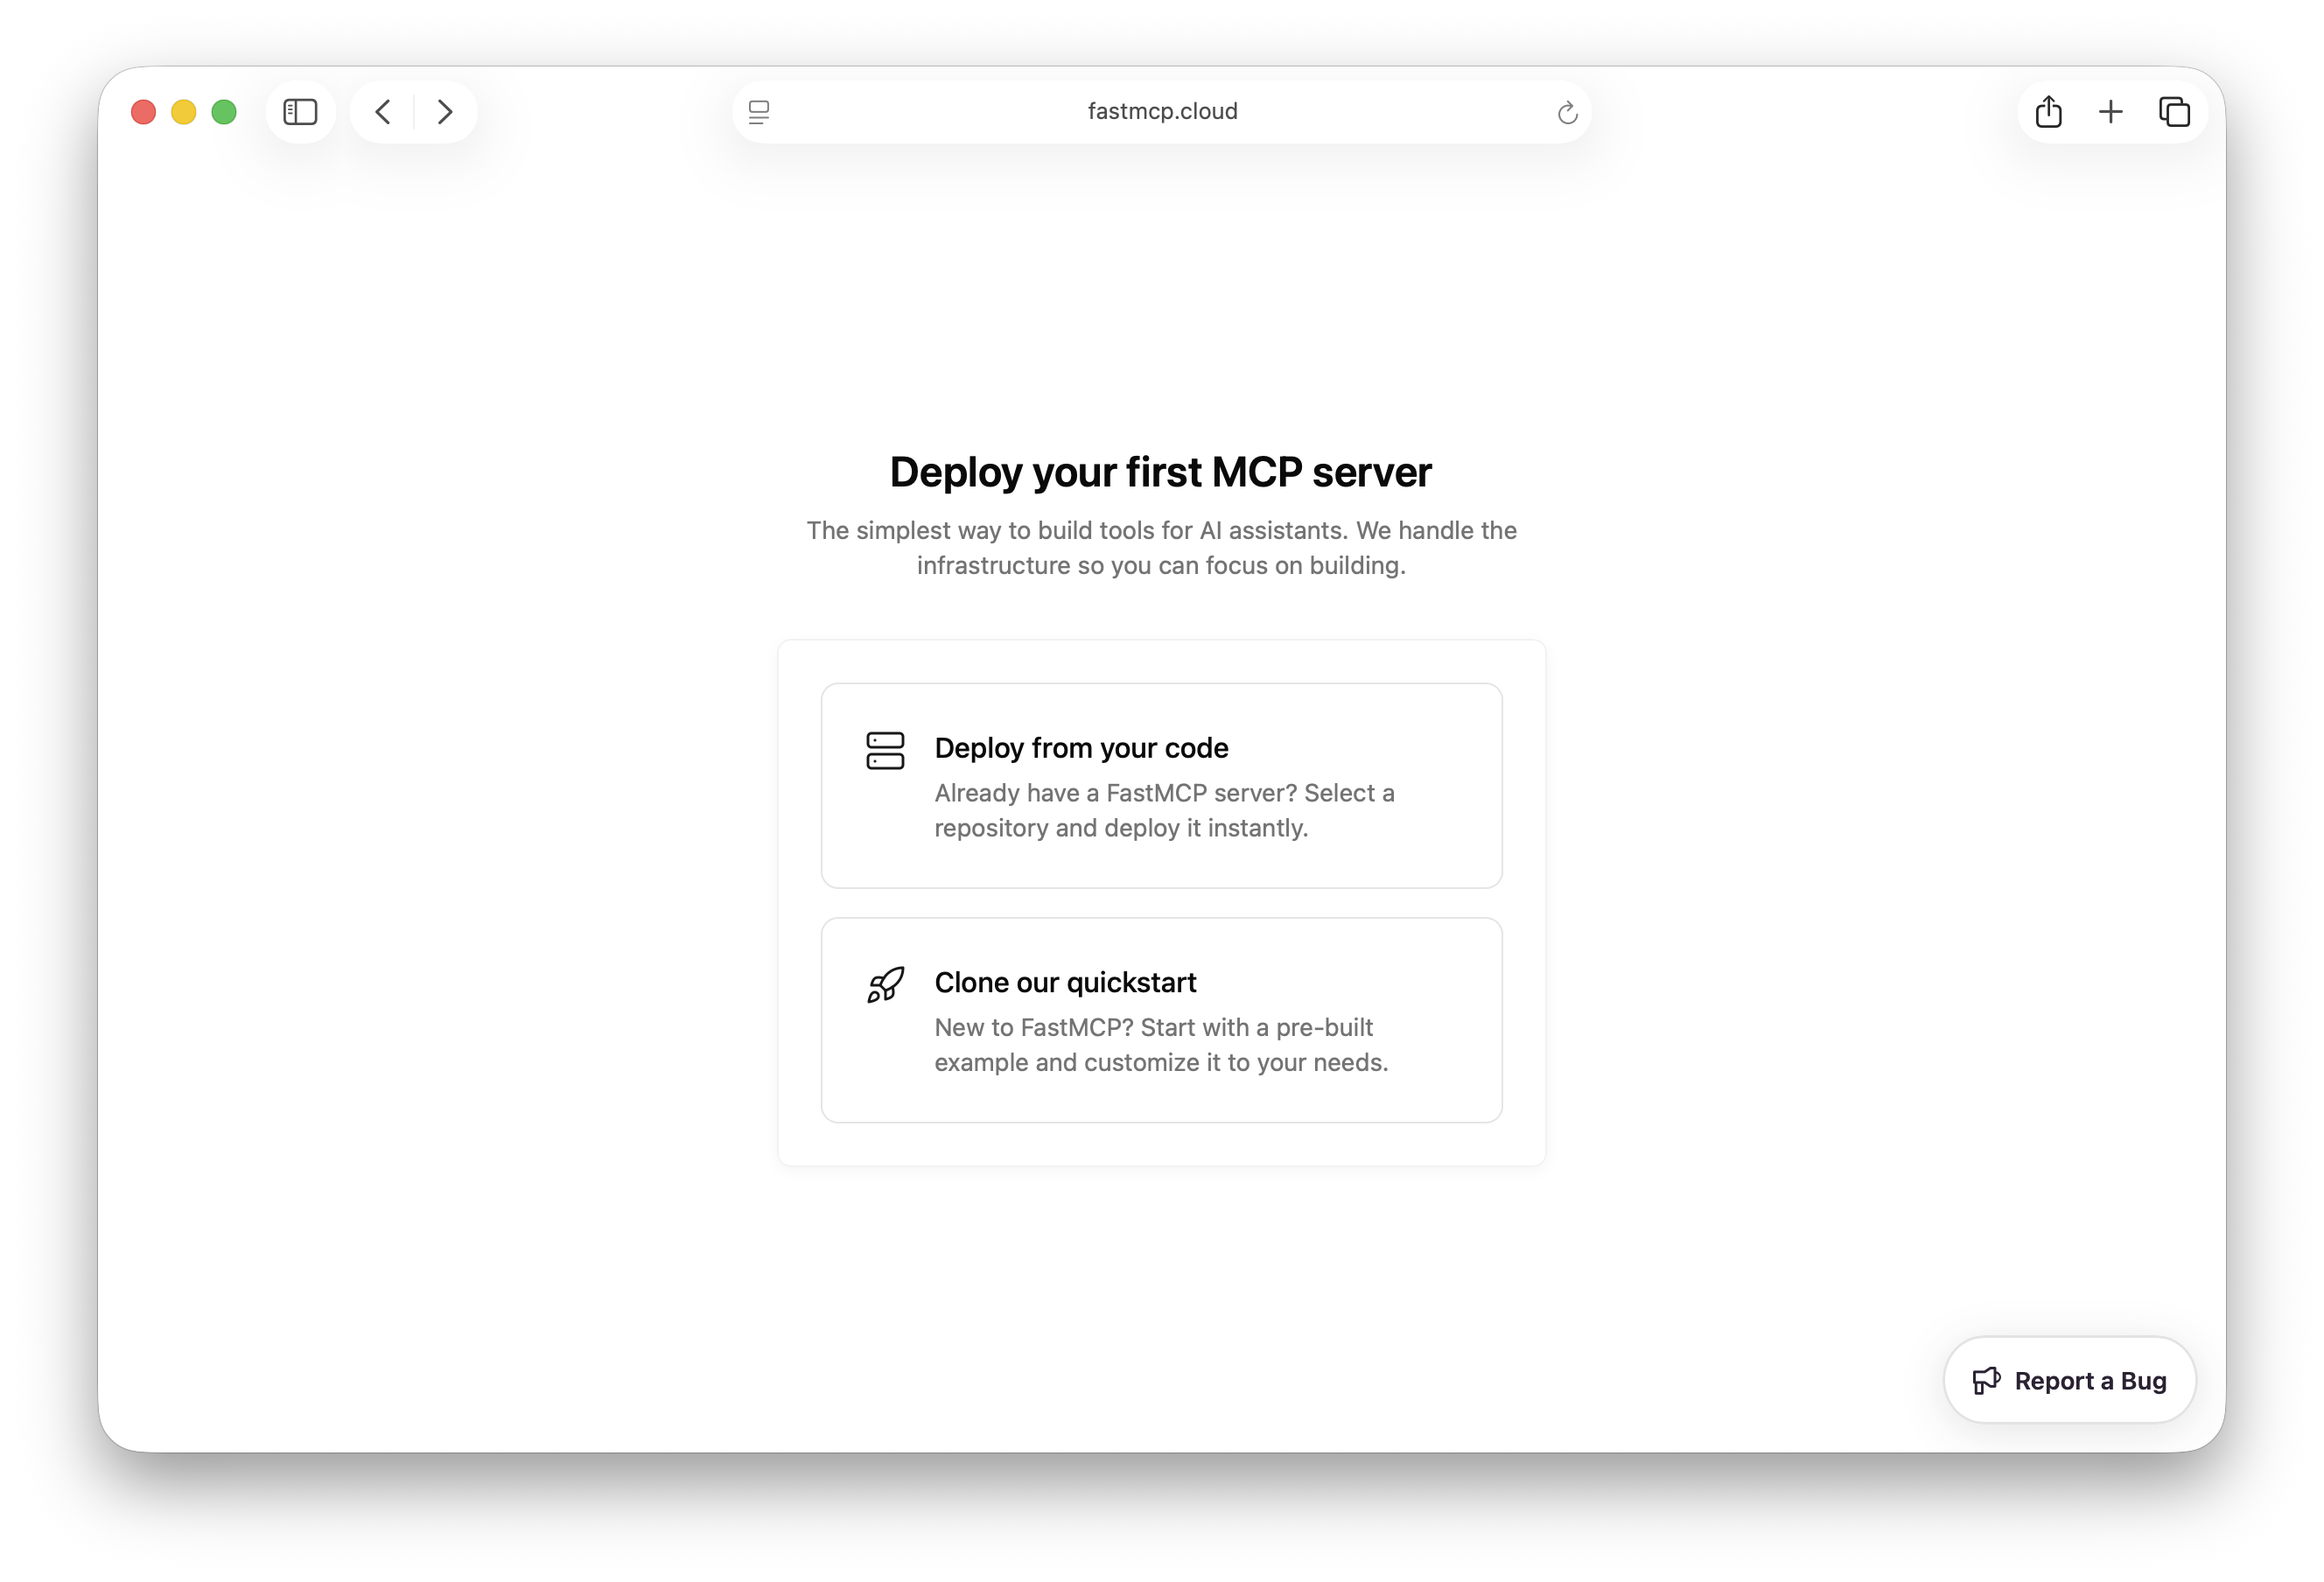 fastmcp.cloud
Deploy your first MCP server
The simplest way to build tools for AI assistants. We handle the
infrastructure so you can focus on building.
Deploy from your code
Already have a FastMCP server? Select a
repository and deploy it instantly.
Clone our quickstart
New to FastMCP? Start with a pre-built
example and customize it to your needs.
Report a Bug